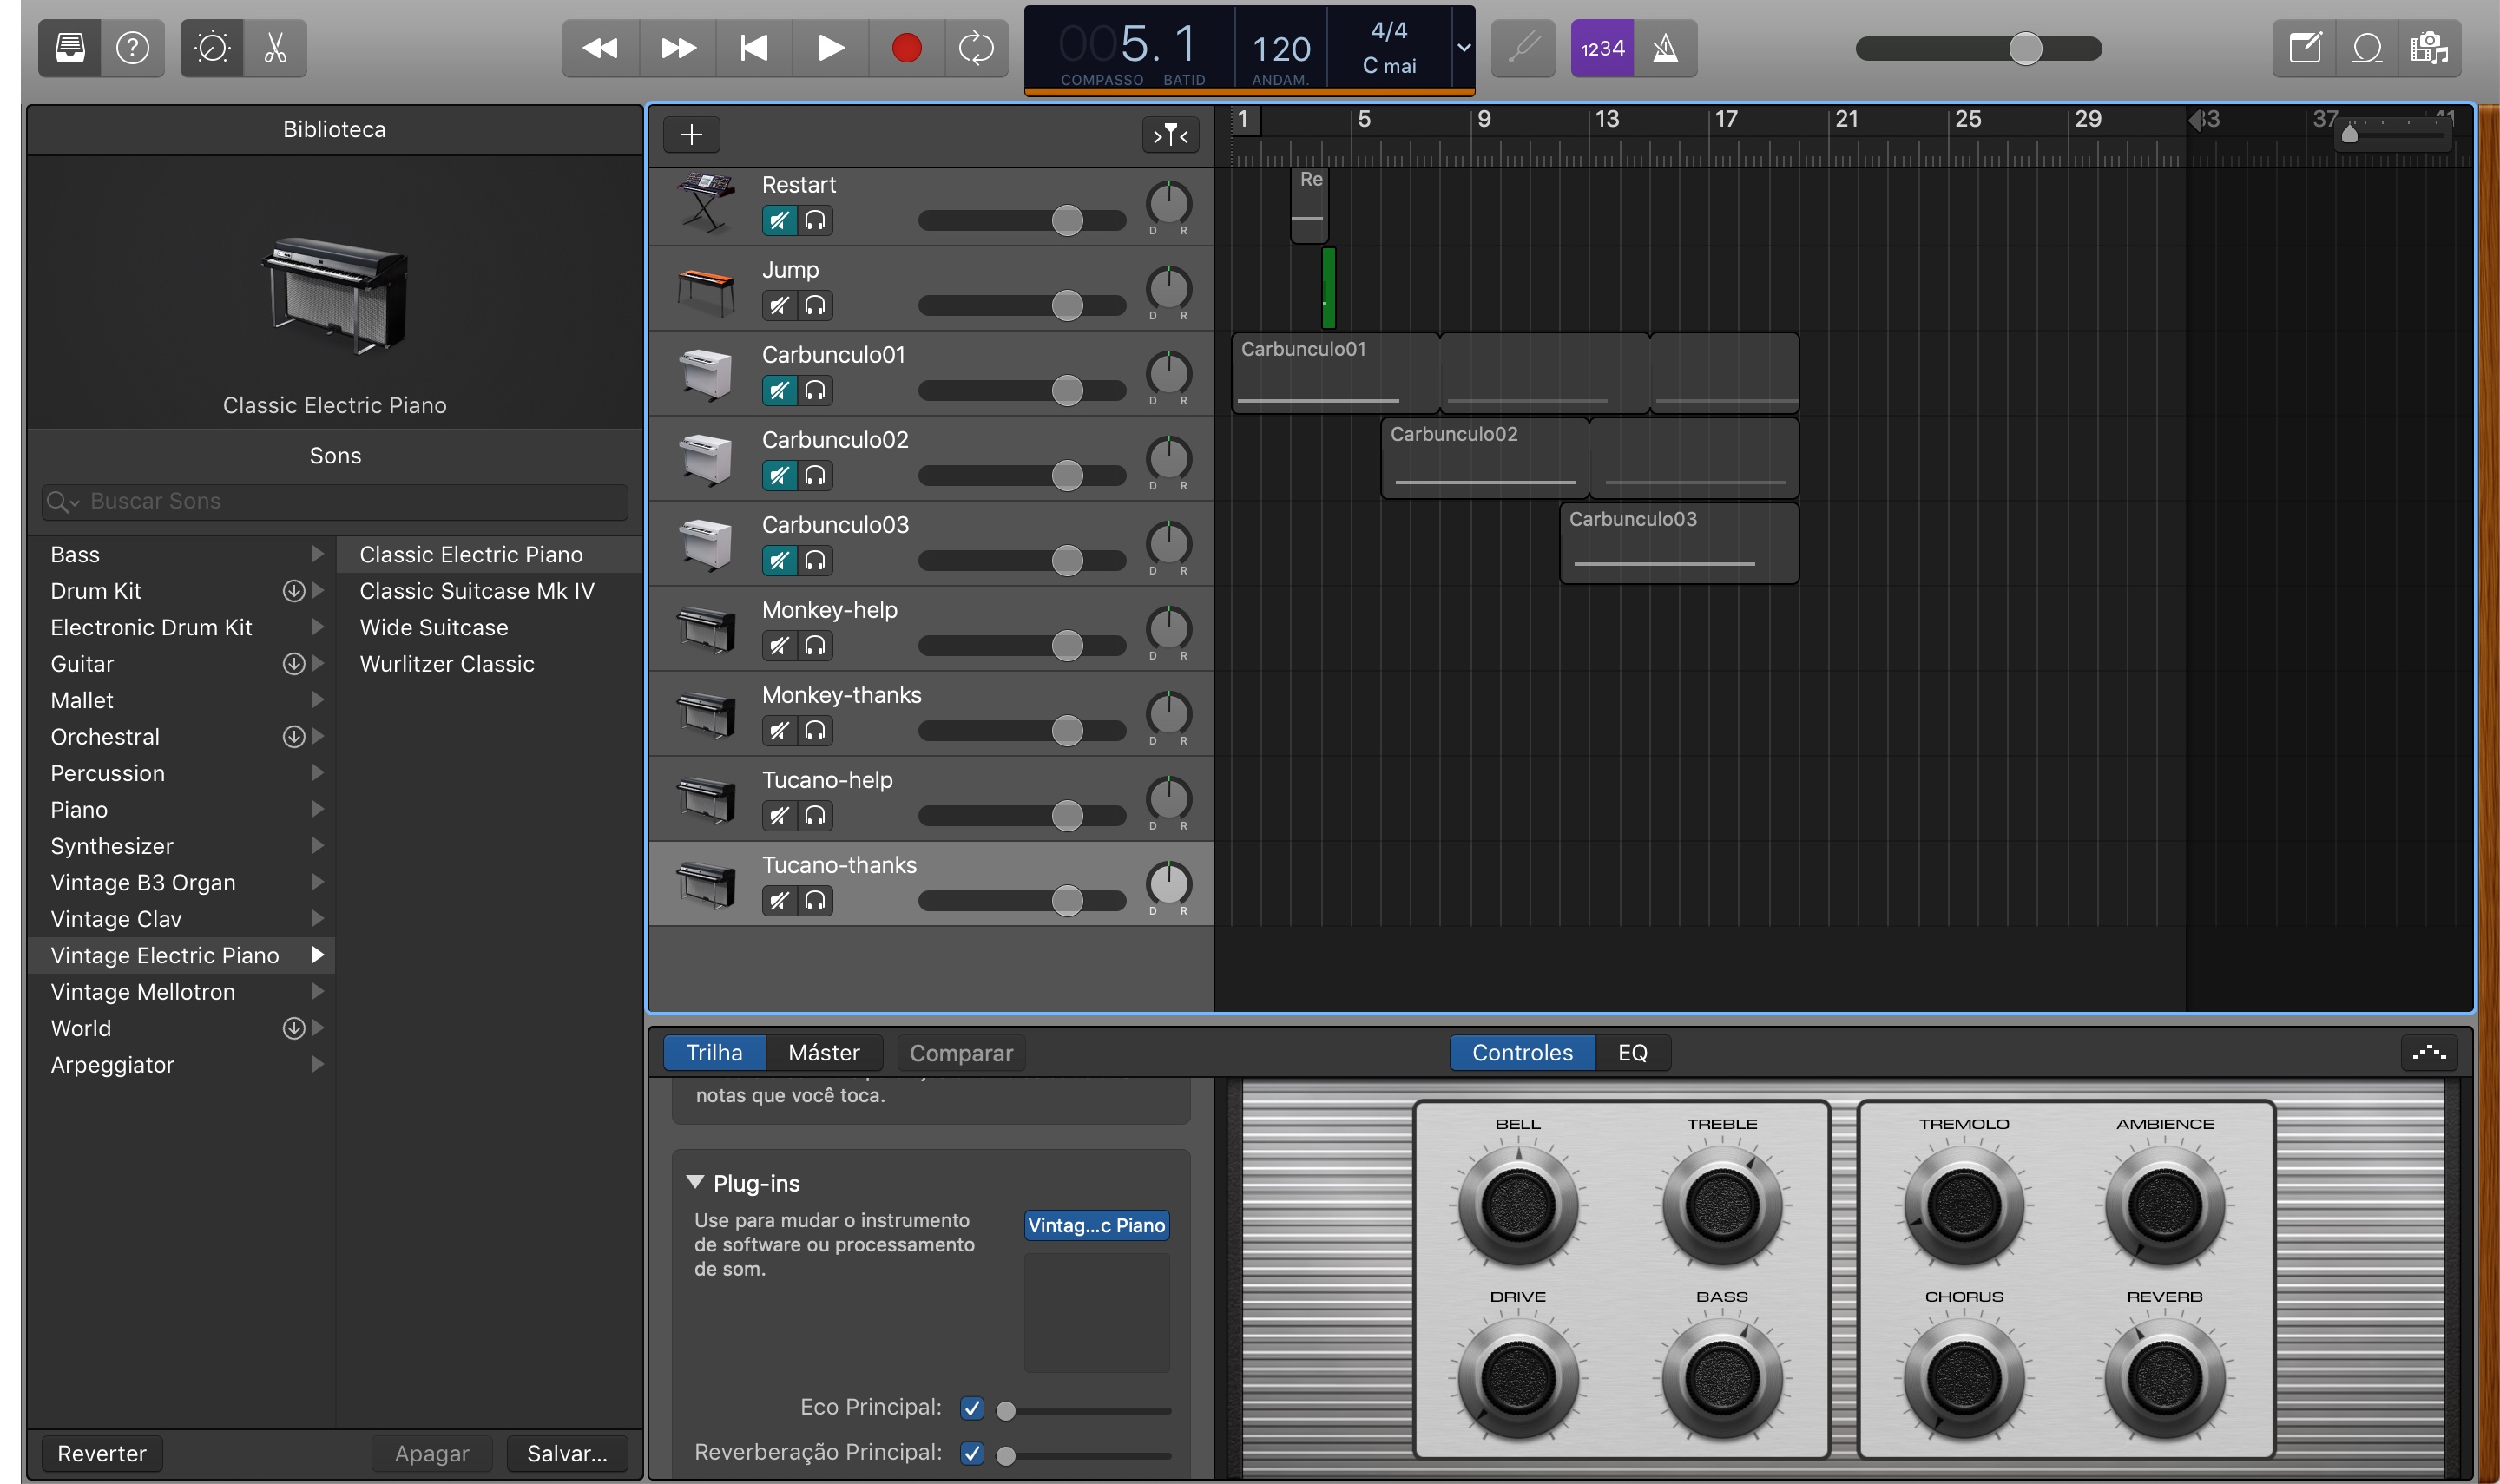 005. 1
COMPASSO BATID
120
ANDAM.
4/4
C mai
1234
Biblioteca
Classic Electric Piano
Sons
Buscar Sons
Bass
Drum Kit
Electronic Drum Kit
Guitar
Mallet
Orchestral
Percussion
Piano
Synthesizer
Vintage B3 Organ
Vintage Clav
Vintage Electric Piano
Vintage Mellotron
World
Arpeggiator
Classic Electric Piano
Classic Suitcase Mk IV
Wide Suitcase
Wurlitzer Classic
Reverter
Apagar
Salvar...
1 5 9 13 17 21 25 29 33 37 41
Restart
D R
Re
Jump
D R
Carbunculo01
D R
Carbunculo01
Carbunculo02
D R
Carbunculo02
Carbunculo03
D R
Carbunculo03
Monkey-help
D R
Monkey-thanks
D R
Tucano-help
D R
Tucano-thanks
D R
Trilha
Máster
Comparar
Controles
EQ
notas que você toca.
Plug-ins
Use para mudar o instrumento
de software ou processamento
de som.
Vintag...c Piano
Eco Principal:
Reverberação Principal:
BELL TREBLE TREMOLO AMBIENCE
DRIVE BASS CHORUS REVERB